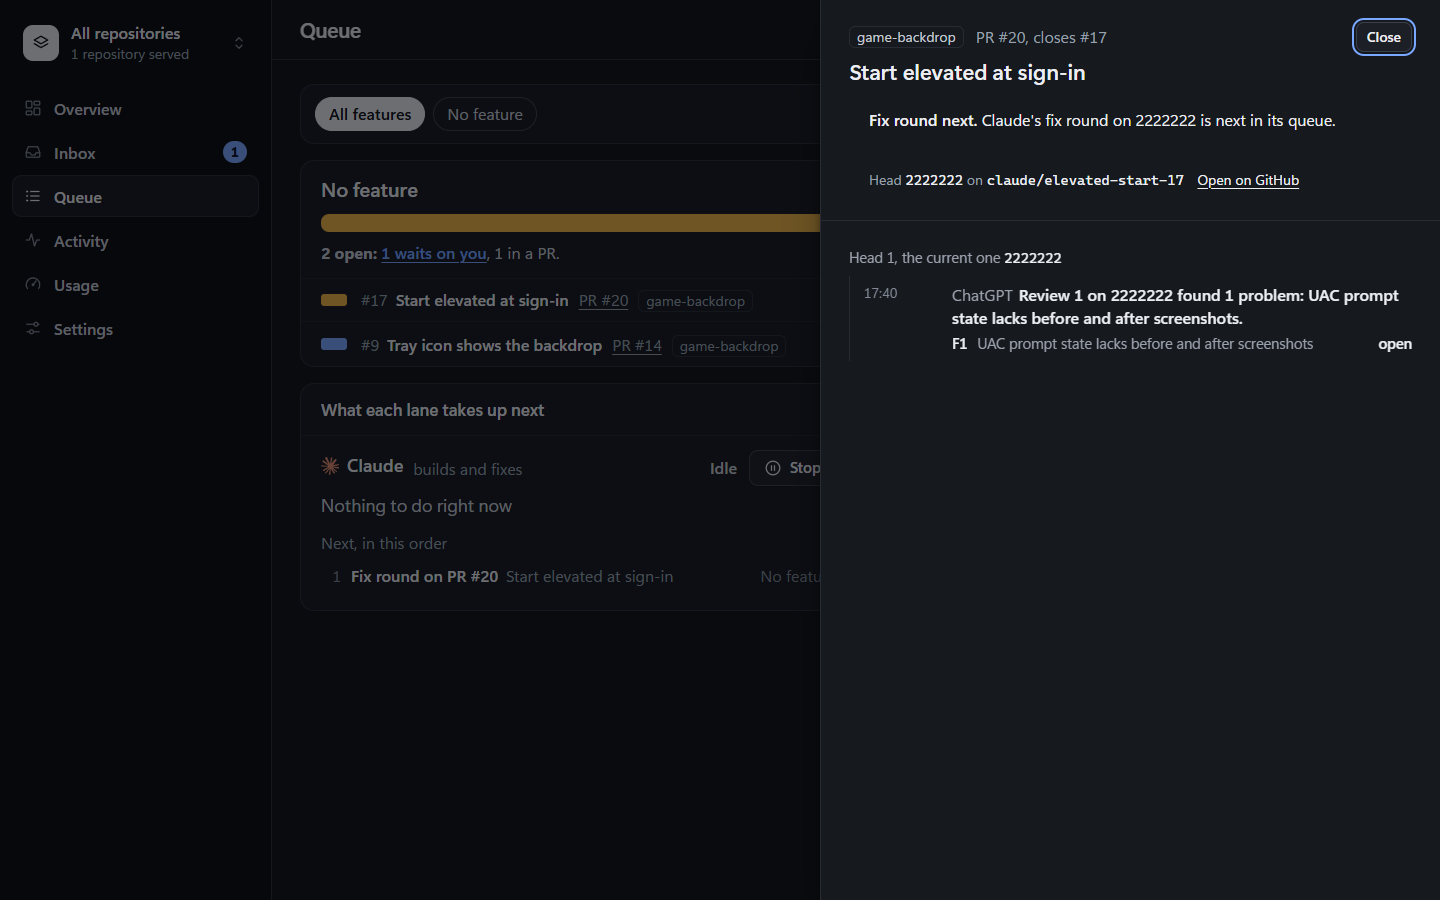 All repositories
1 repository served
Overview
Inbox
1
Queue
Activity
Usage
Settings
Queue
All features
No feature
No feature
2 open: 1 waits on you, 1 in a PR.
#17 Start elevated at sign-in PR #20 game-backdrop
#9 Tray icon shows the backdrop PR #14 game-backdrop
What each lane takes up next
Claude builds and fixes Idle Stop
Nothing to do right now
Next, in this order
1 Fix round on PR #20 Start elevated at sign-in No featu
game-backdrop PR #20, closes #17 Close
Start elevated at sign-in
Fix round next. Claude's fix round on 2222222 is next in its queue.
Head 2222222 on claude/elevated-start-17 Open on GitHub
Head 1, the current one 2222222
17:40 ChatGPT Review 1 on 2222222 found 1 problem: UAC prompt
state lacks before and after screenshots.
F1 UAC prompt state lacks before and after screenshots open